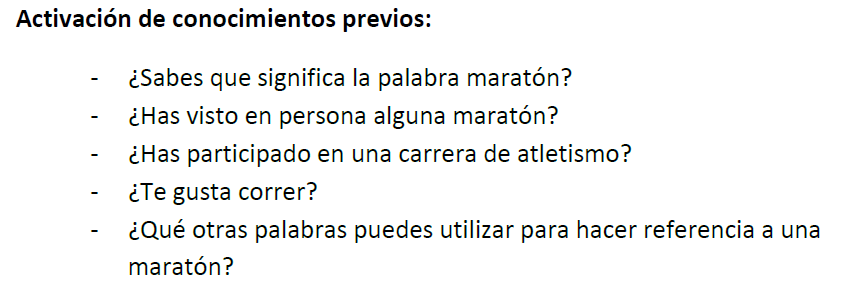 Activación de conocimientos previos:
- ¿Sabes que significa la palabra maratón?
- ¿Has visto en persona alguna maratón?
- ¿Has participado en una carrera de atletismo?
- ¿Te gusta correr?
- ¿Qué otras palabras puedes utilizar para hacer referencia a una
maratón?